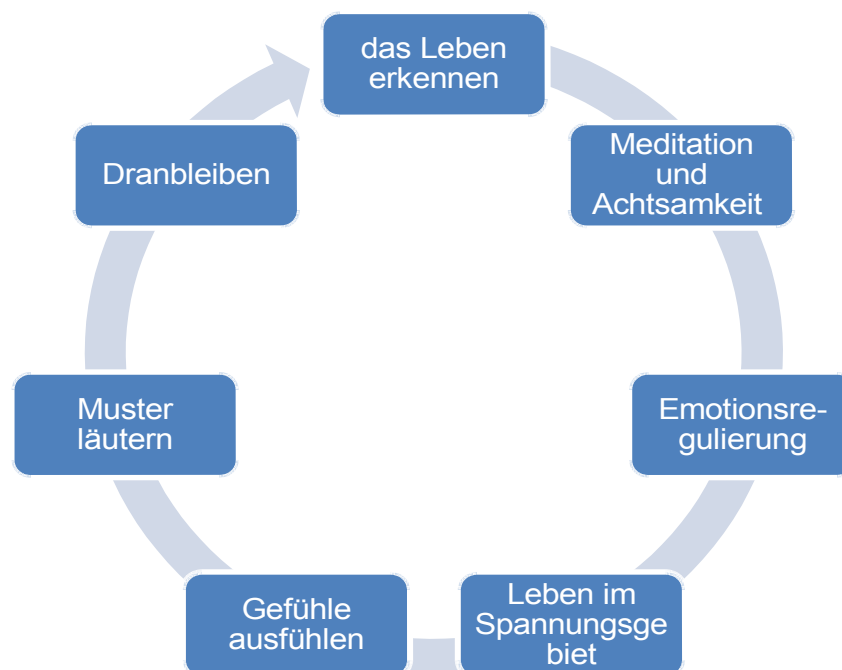 das Leben
erkennen
Meditation
und
Achtsamkeit
Emotionsre-
gulierung
Leben im
Spannungsge
biet
Gefühle
ausfühlen
Muster
läutern
Dranbleiben